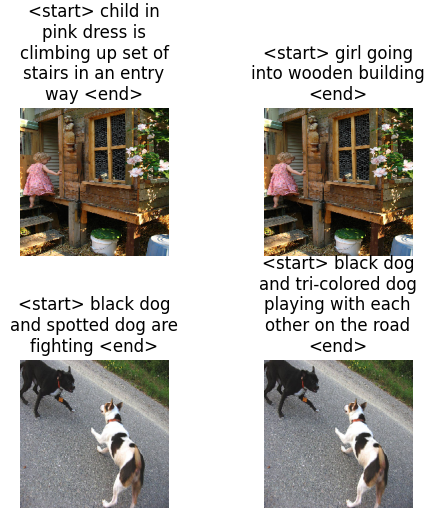 <start> child in
pink dress is
climbing up set of
stairs in an entry
way <end>
<start> girl going
into wooden building
<end>
<start> black dog
and spotted dog are
fighting <end>
<start> black dog
and tri-colored dog
playing with each
other on the road
<end>